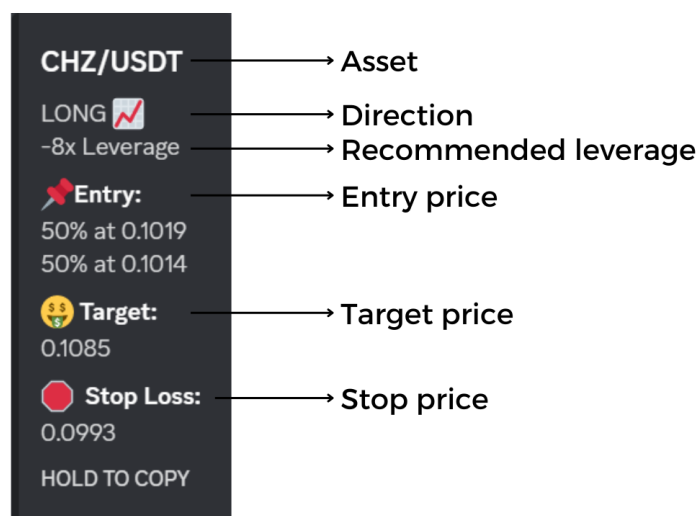 CHZ/USDT Asset
LONG Direction
-8x Leverage Recommended leverage
Entry: Entry price
50% at 0.1019
50% at 0.1014
Target: Target price
0.1085
Stop Loss: Stop price
0.0993
HOLD TO COPY